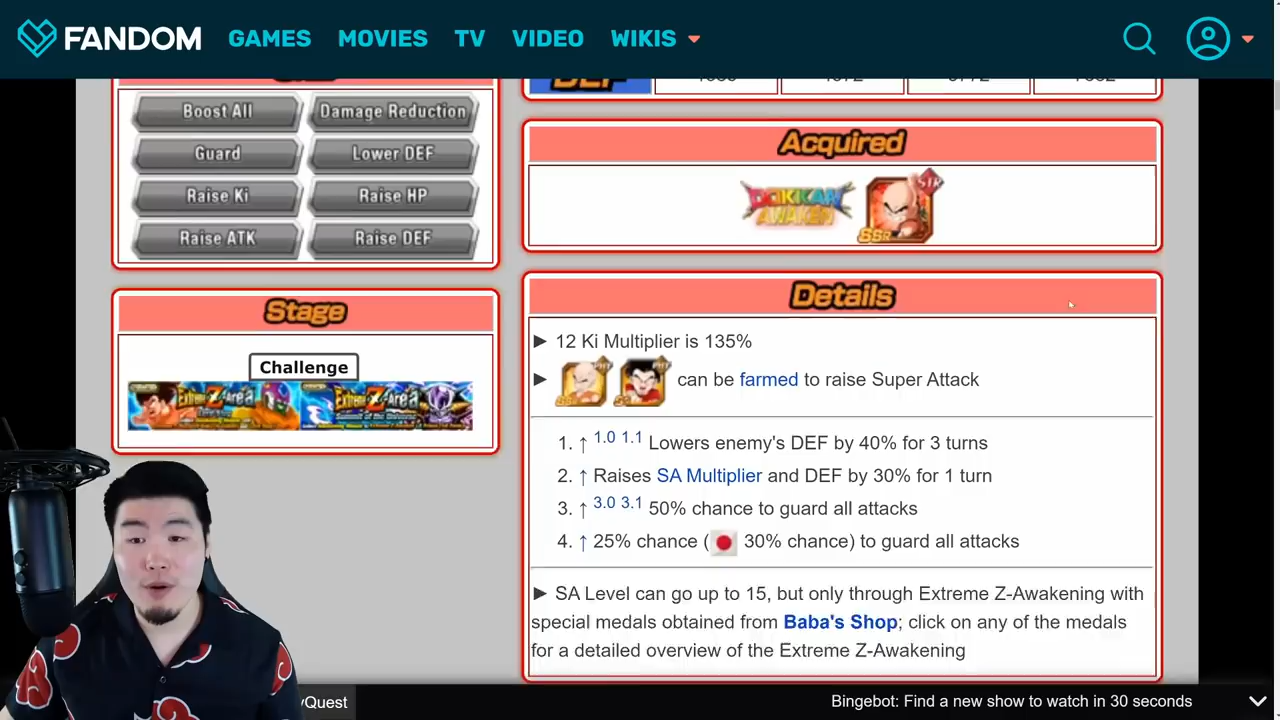 FANDOM GAMES MOVIES TV VIDEO WIKIS
Boost All Damage Reduction
Guard Lower DEF
Raise Ki Raise HP
Raise ATK Raise DEF
Stage
Challenge
DEF
Acquired
DOKKAN
AWAKEN
SSR STR
Details
► 12 Ki Multiplier is 135%
► can be farmed to raise Super Attack
1. ↑ 1.0 1.1 Lowers enemy's DEF by 40% for 3 turns
2. ↑ Raises SA Multiplier and DEF by 30% for 1 turn
3. ↑ 3.0 3.1 50% chance to guard all attacks
4. ↑ 25% chance ( 30% chance) to guard all attacks
► SA Level can go up to 15, but only through Extreme Z-Awakening with
special medals obtained from Baba's Shop; click on any of the medals
for a detailed overview of the Extreme Z-Awakening
Quest
Bingebot: Find a new show to watch in 30 seconds